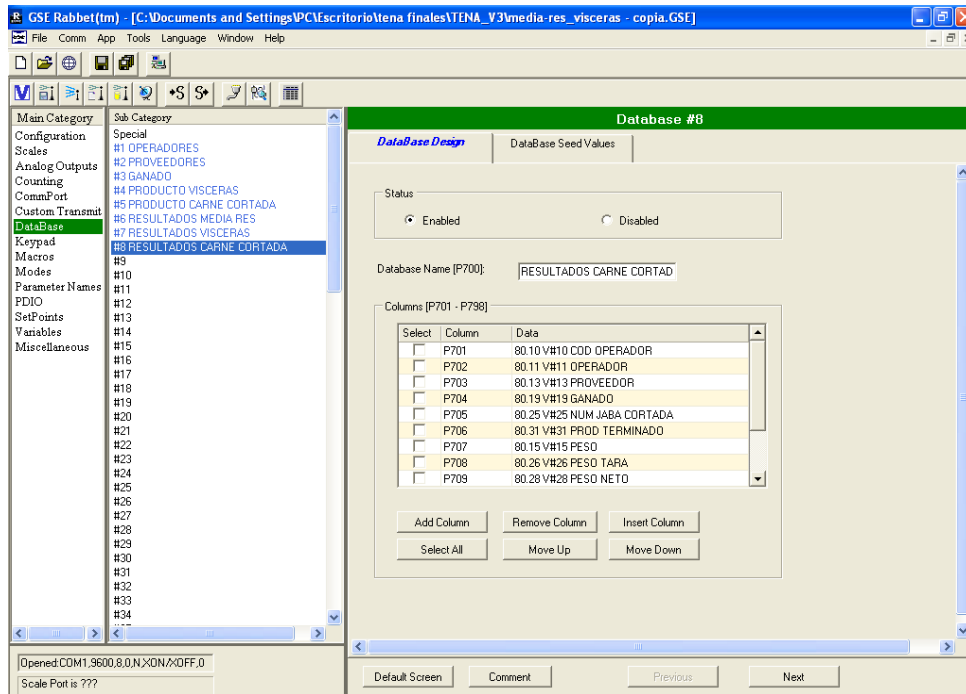 GSE Rabbet(tm) - [C:\Documents and Settings\PC\Escritorio\tena finales\TENA_V3\media-res_visceras - copia.GSE]
File Comm App Tools Language Window Help
Main Category
Configuration
Scales
Analog Outputs
Counting
CommPort
Custom Transmit
DataBase
Keypad
Macros
Modes
Parameter Names
PDIO
SetPoints
Variables
Miscellaneous
Sub Category
Special
#1 OPERADORES
#2 PROVEEDORES
#3 GANADO
#4 PRODUCTO VISCERAS
#5 PRODUCTO CARNE CORTADA
#6 RESULTADOS MEDIA RES
#7 RESULTADOS VISCERAS
#8 RESULTADOS CARNE CORTADA
#9
#10
#11
#12
#13
#14
#15
#16
#17
#18
#19
#20
#21
#22
#23
#24
#25
#26
#27
#28
#29
#30
#31
#32
#33
#34
Database #8
DataBase Design DataBase Seed Values
Status
Enabled Disabled
Database Name [P700]: RESULTADOS CARNE CORTAD
Columns [P701 - P798]
Select Column Data
P701 80.10 V#10 COD OPERADOR
P702 80.11 V#11 OPERADOR
P703 80.13 V#13 PROVEEDOR
P704 80.19 V#19 GANADO
P705 80.25 V#25 NUM JABA CORTADA
P706 80.31 V#31 PROD TERMINADO
P707 80.15 V#15 PESO
P708 80.26 V#26 PESO TARA
P709 80.28 V#28 PESO NETO
Add Column Remove Column Insert Column
Select All Move Up Move Down
Opened:COM1,9600,8,0,N,XON/XOFF,0
Scale Port is ???
Default Screen Comment Previous Next